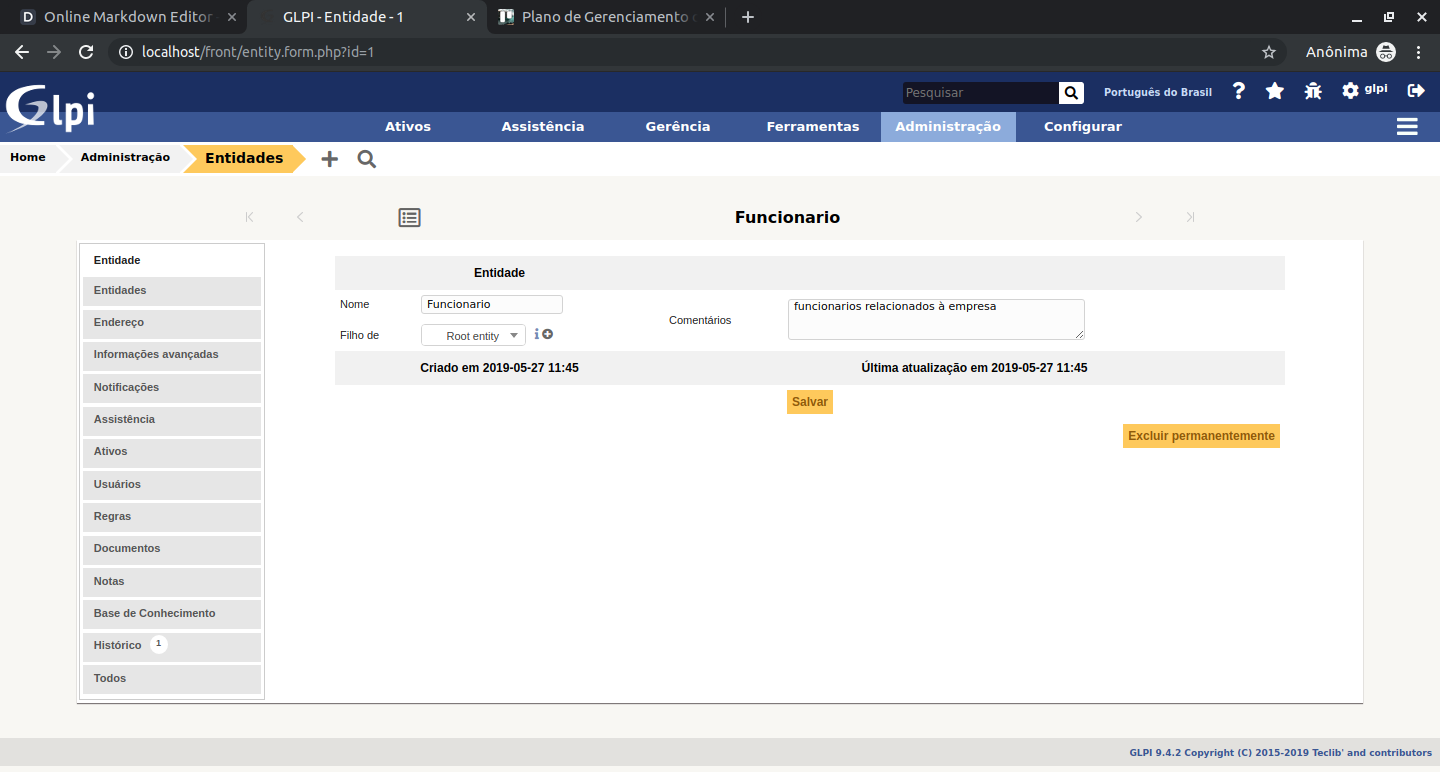 Online Markdown Editor
GLPI - Entidade - 1
Plano de Gerenciamento
localhost/front/entity.form.php?id=1
Anônima
Glpi
Pesquisar
Português do Brasil
glpi
Ativos Assistência Gerência Ferramentas Administração Configurar
Home Administração Entidades
Funcionario
Entidade
Entidades
Endereço
Informações avançadas
Notificações
Assistência
Ativos
Usuários
Regras
Documentos
Notas
Base de Conhecimento
Histórico 1
Todos
Entidade
Nome Funcionario
Comentários funcionarios relacionados à empresa
Filho de Root entity
Criado em 2019-05-27 11:45 Última atualização em 2019-05-27 11:45
Salvar
Excluir permanentemente
GLPI 9.4.2 Copyright (C) 2015-2019 Teclib' and contributors